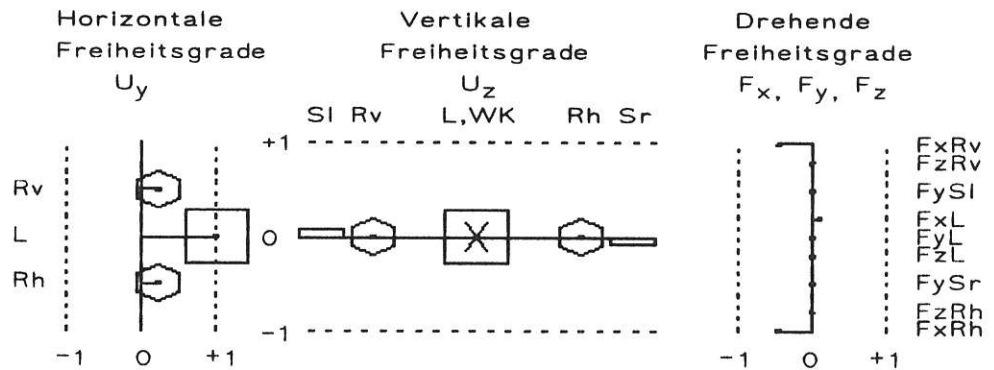 Horizontale
Freiheitsgrade
Uy
Vertikale
Freiheitsgrade
Uz
Drehende
Freiheitsgrade
Fx, Fy, Fz
Sl Rv L,WK Rh Sr
Rv
L
Rh
-1 0 +1
+1
0
-1
FxRv
FzRv
FySl
FxL
FyL
FzL
FySr
FzRh
FxRh
-1 0 +1